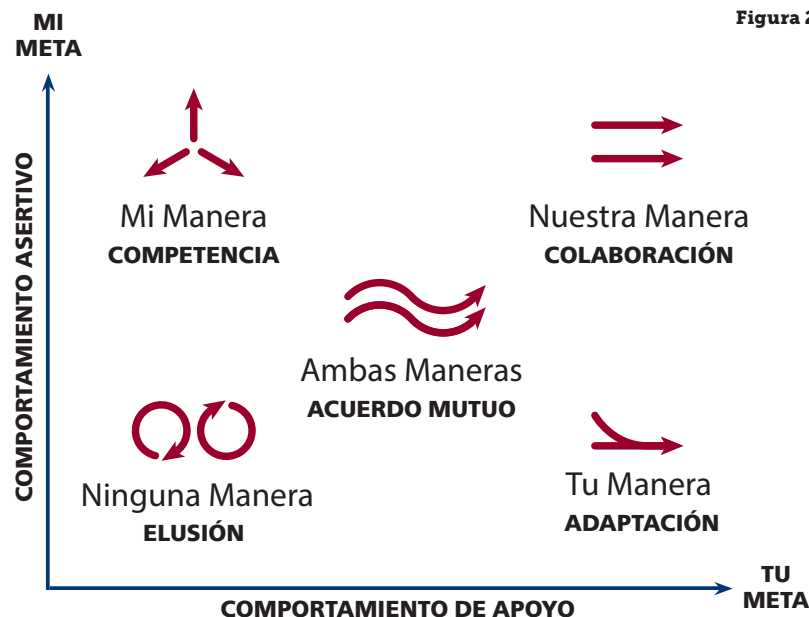 MI
META
Figura 2
COMPORTAMIENTO ASERTIVO
Mi Manera
COMPETENCIA
Nuestra Manera
COLABORACIÓN
Ambas Maneras
ACUERDO MUTUO
Ninguna Manera
ELUSIÓN
Tu Manera
ADAPTACIÓN
TU
META
COMPORTAMIENTO DE APOYO